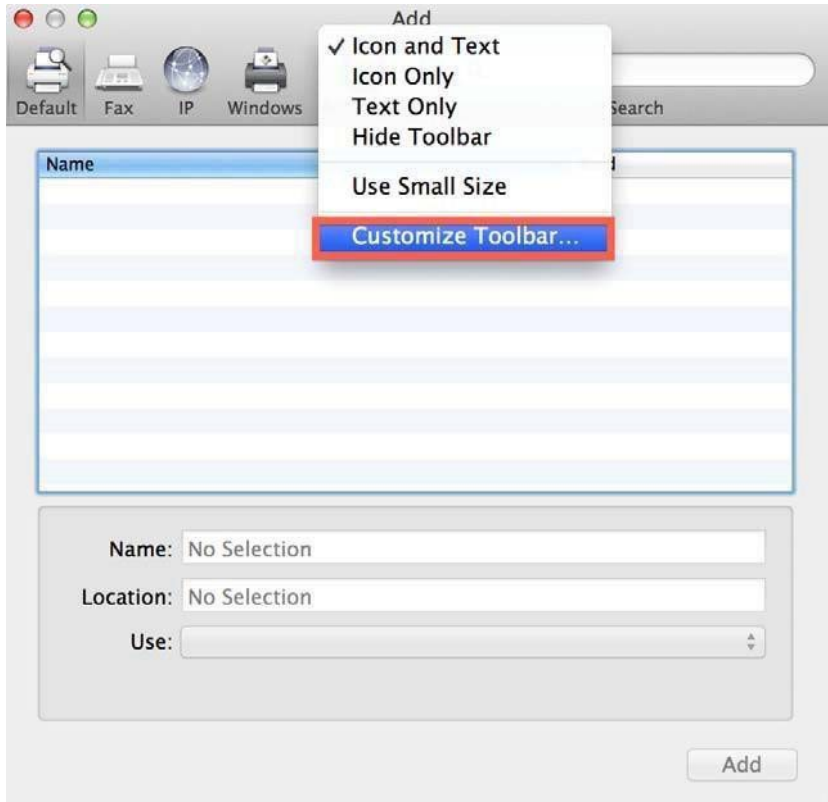 Add
✓ Icon and Text
Icon Only
Text Only
Hide Toolbar
Use Small Size
Customize Toolbar...
Default Fax IP Windows Search
Name
Name: No Selection
Location: No Selection
Use:
Add